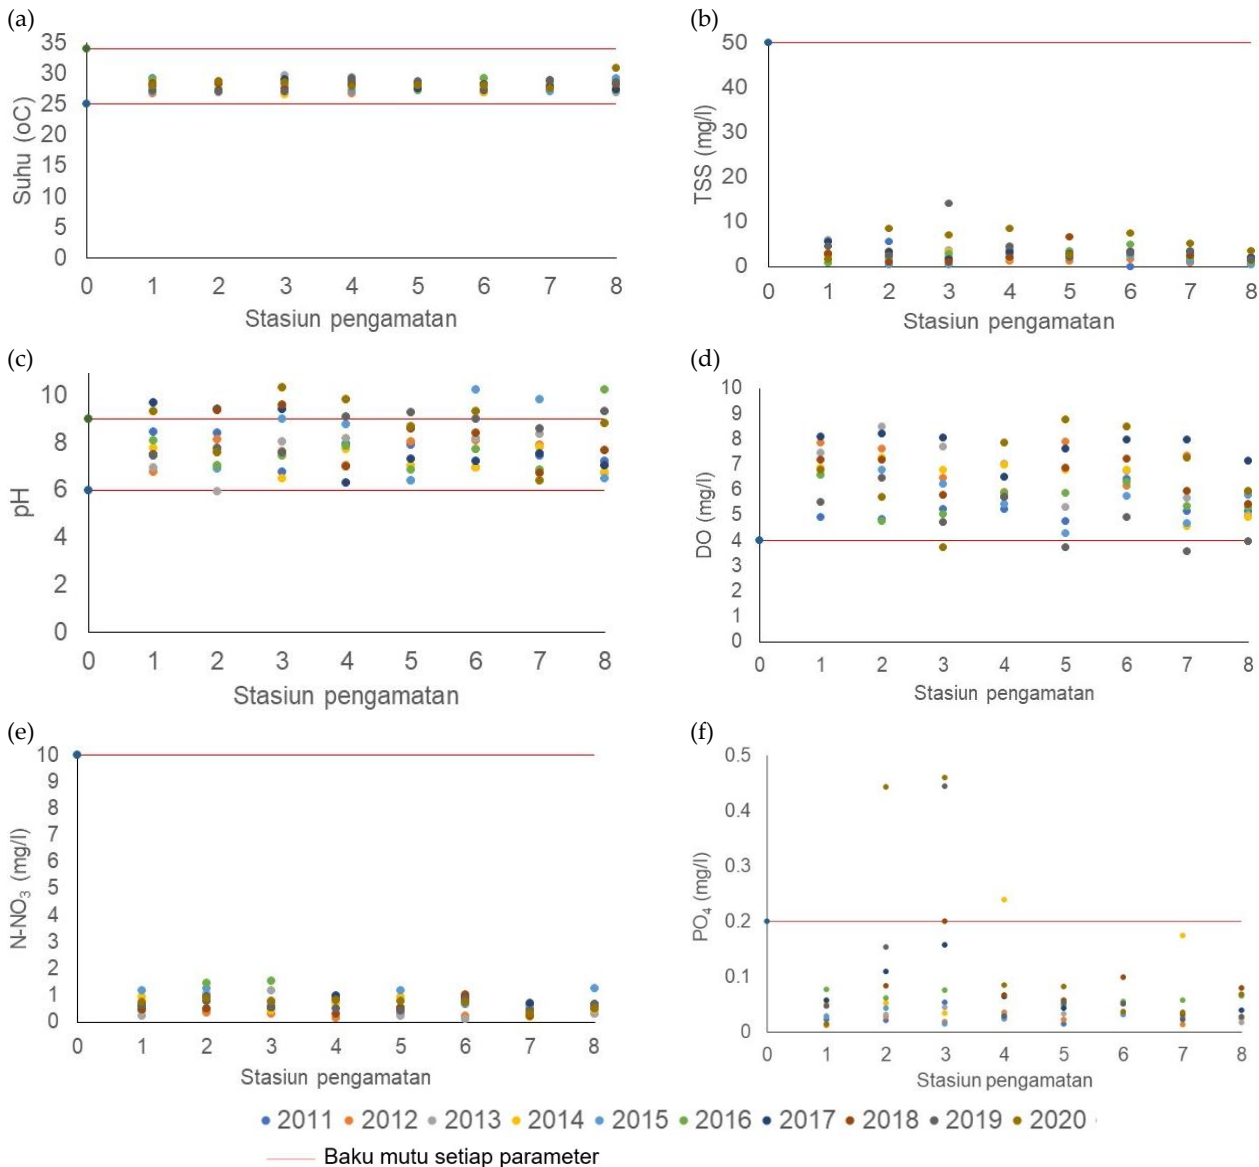 (a)
35
30
25
20
15
10
5
0
Suhu (oC)
0 1 2 3 4 5 6 7 8
Stasiun pengamatan
(b)
50
40
30
20
10
0
TSS (mg/l)
0 1 2 3 4 5 6 7 8
Stasiun pengamatan
(c)
10
8
6
4
2
0
pH
0 1 2 3 4 5 6 7 8
Stasiun pengamatan
(d)
10
9
8
7
6
5
4
3
2
1
0
DO (mg/l)
0 1 2 3 4 5 6 7 8
Stasiun pengamatan
(e)
10
9
8
7
6
5
4
3
2
1
0
N-NO₃ (mg/l)
0 1 2 3 4 5 6 7 8
Stasiun pengamatan
(f)
0.5
0.4
0.3
0.2
0.1
0
PO₄ (mg/l)
0 1 2 3 4 5 6 7 8
Stasiun pengamatan
2011 2012 2013 2014 2015 2016 2017 2018 2019 2020
Baku mutu setiap parameter